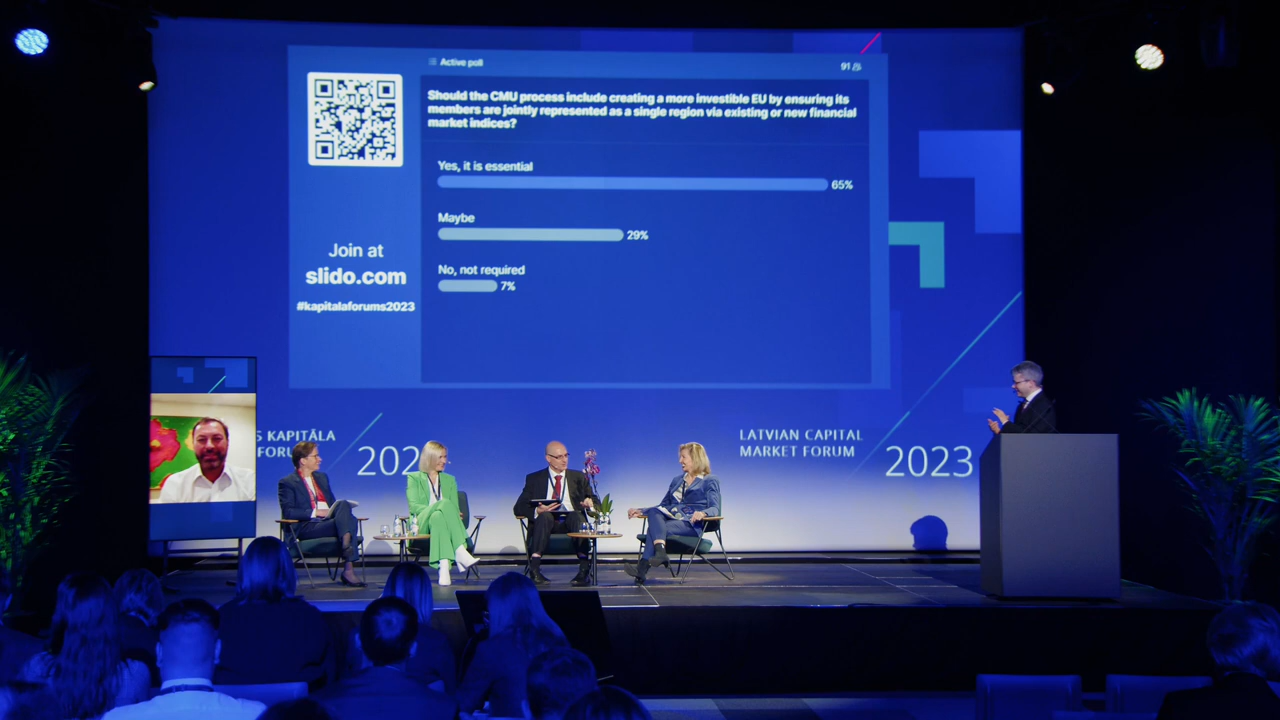 Active poll
91
Should the CMU process include creating a more investible EU by ensuring its
members are jointly represented as a single region via existing or new financial
market indices?
Yes, it is essential
65%
Maybe
29%
No, not required
7%
Join at
slido.com
#kapitalaforums2023
S KAPITĀLA
FORU
202
LATVIAN CAPITAL
MARKET FORUM
2023